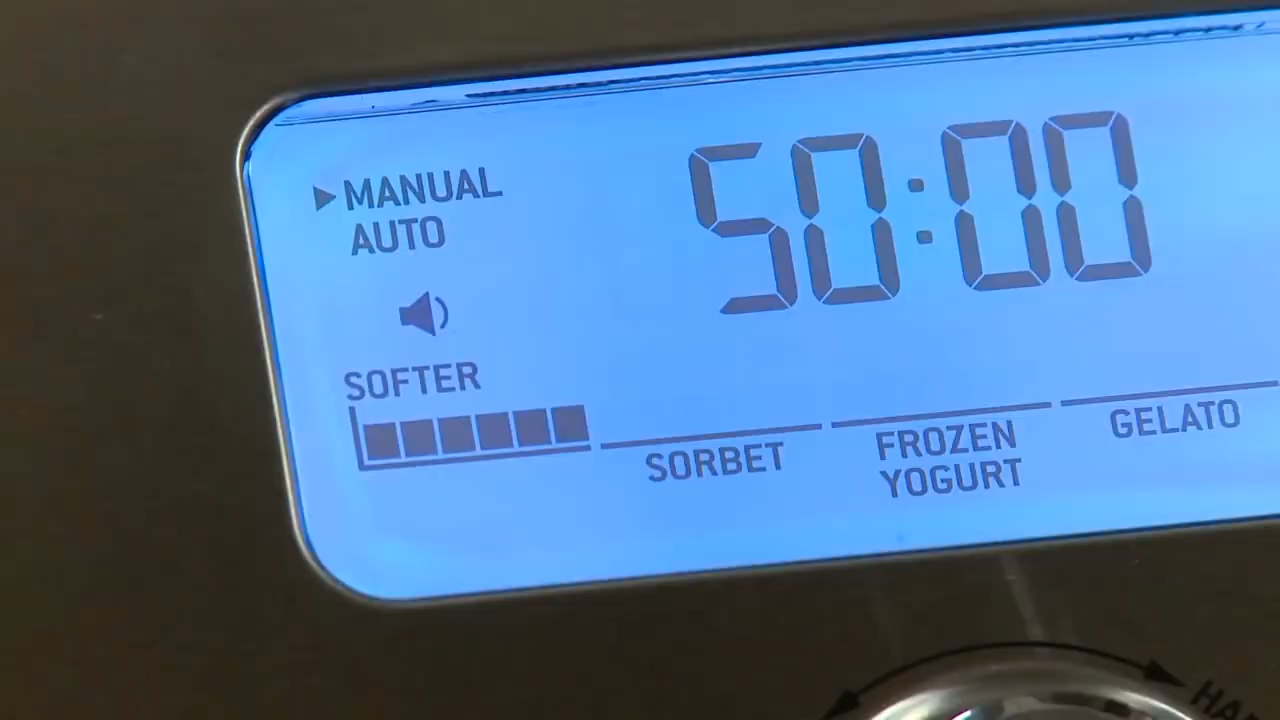 MANUAL
AUTO
50:00
SOFTER
SORBET
FROZEN
YOGURT
GELATO